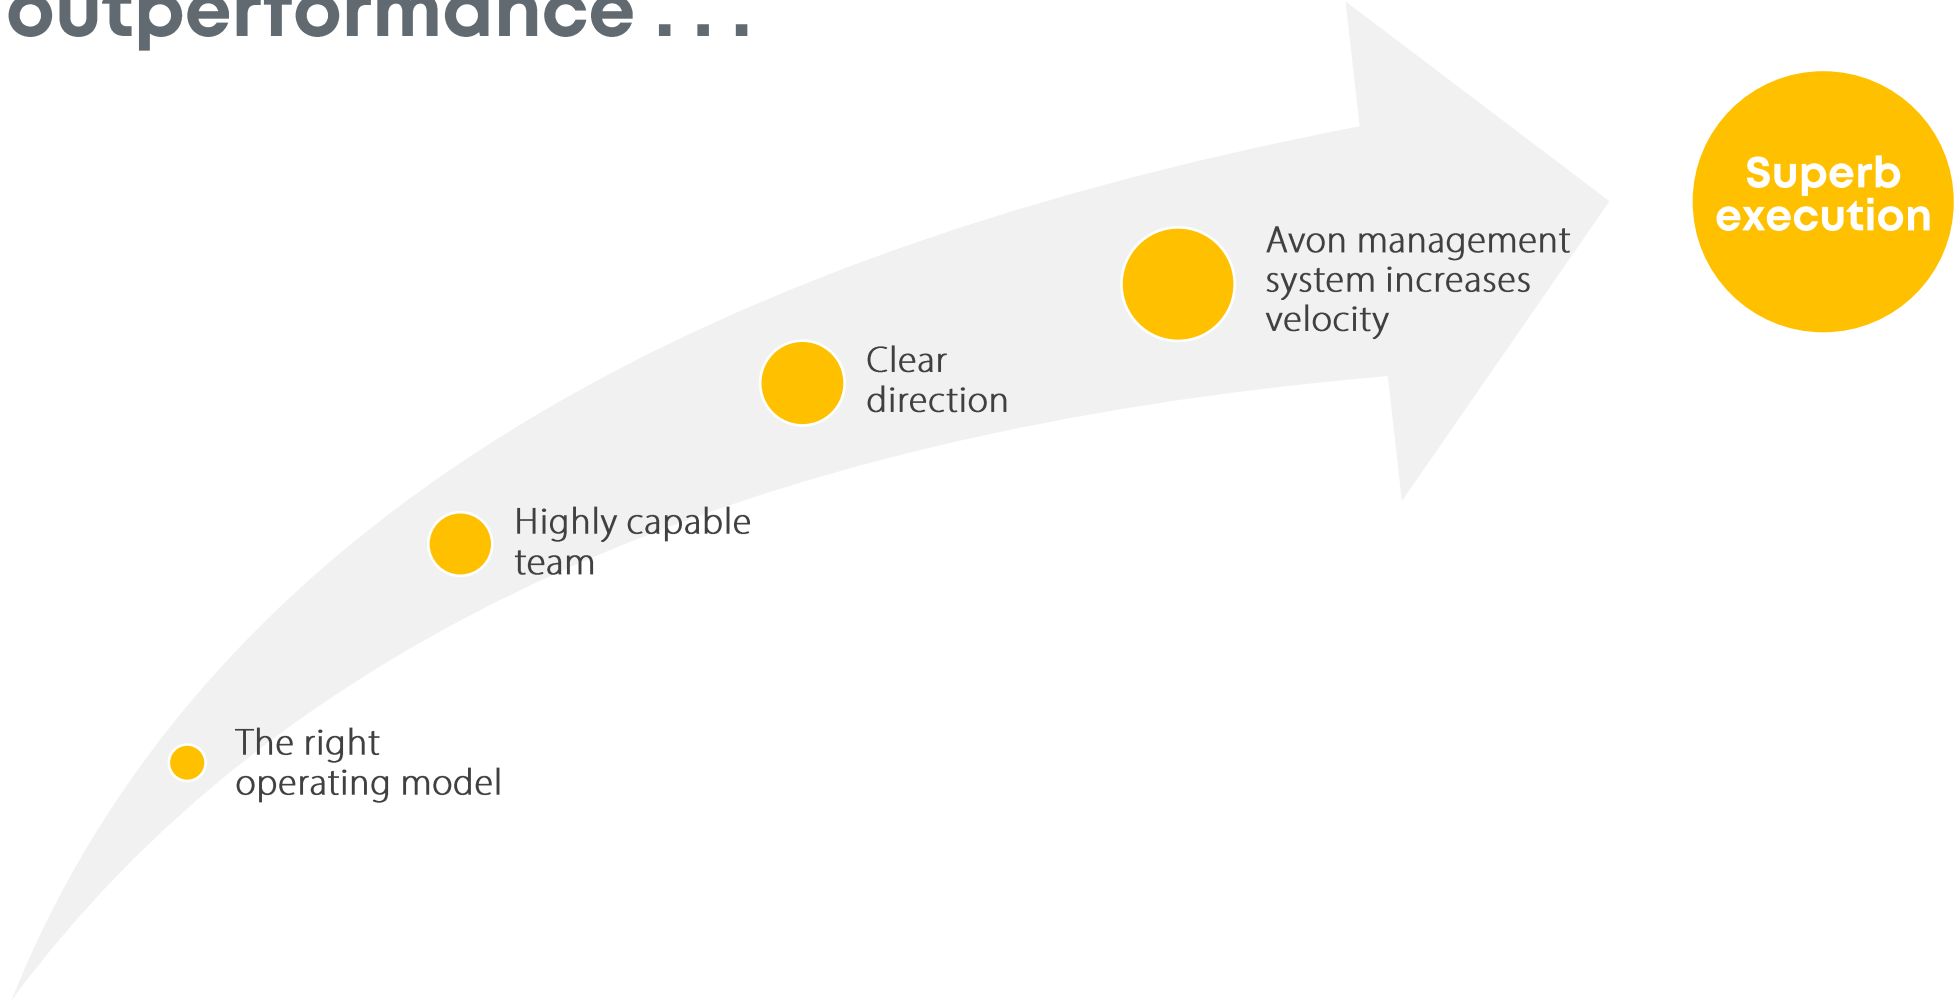 outperformance . . .
Superb
execution
Avon management
system increases
velocity
Clear
direction
Highly capable
team
The right
operating model